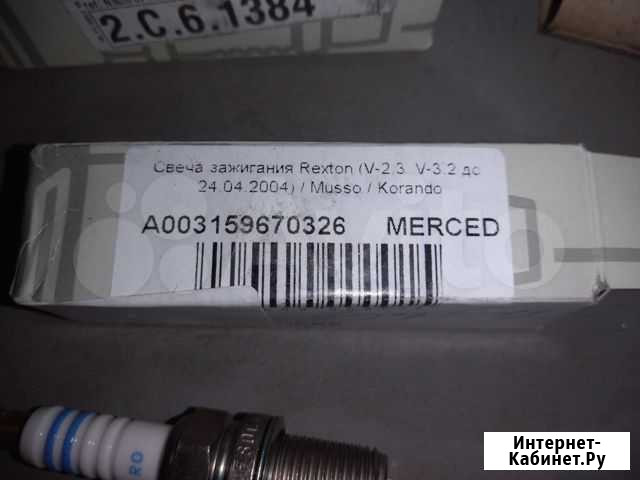 2.C.6.1384
Свеча зажигания Rexton (V-2,3. V-3.2 до
24.04.2004) / Musso / Korando
A003159670326 MERCED
Интернет-
Кабинет.Ру